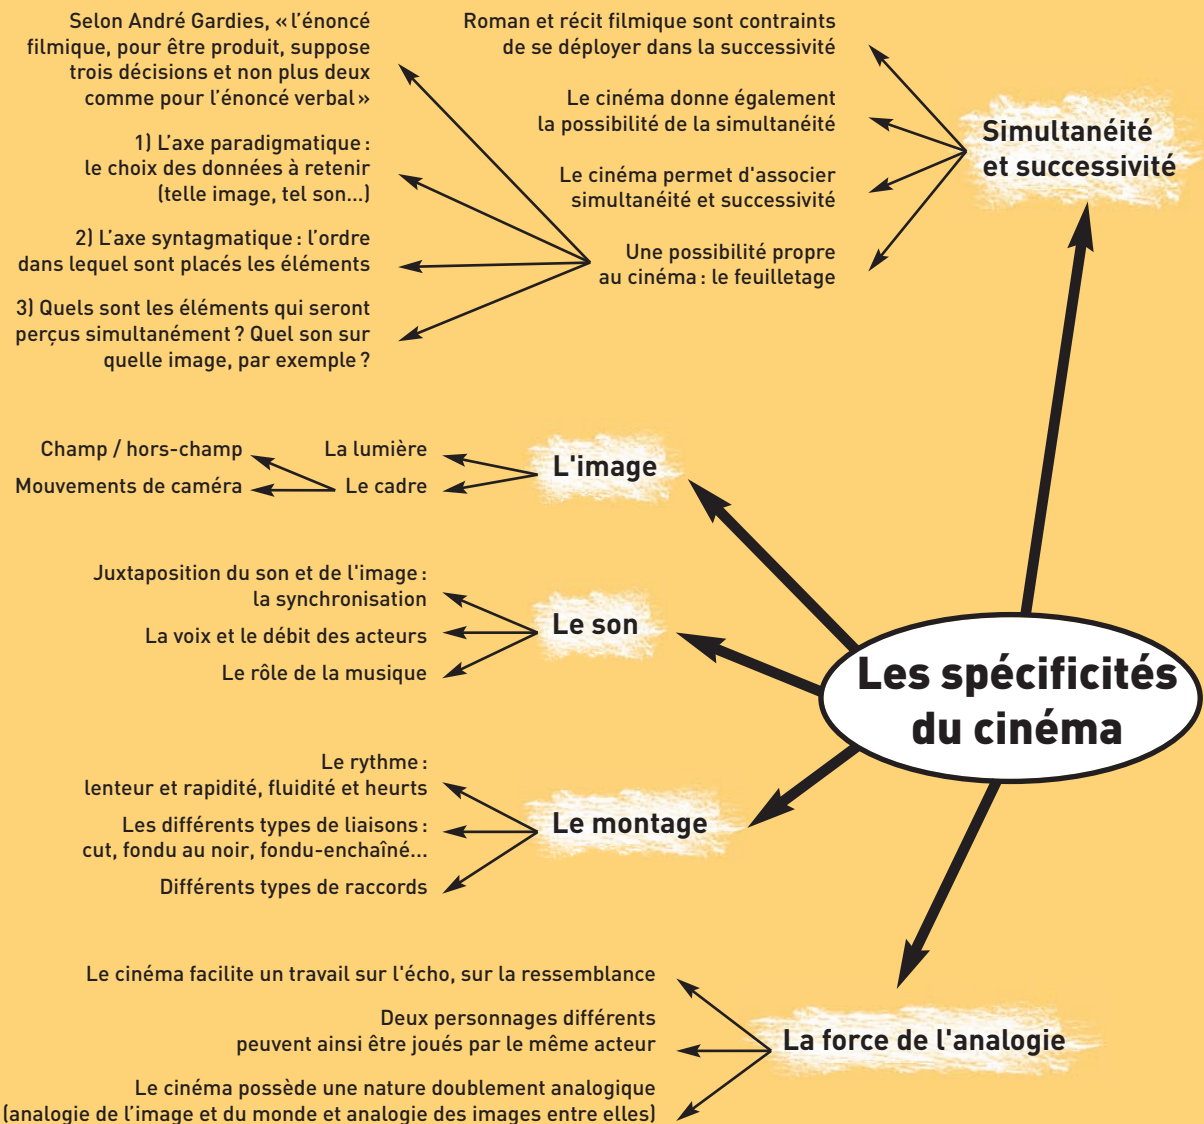 Selon André Gardies, « l'énoncé
filmique, pour être produit, suppose
trois décisions et non plus deux
comme pour l'énoncé verbal »
1) L'axe paradigmatique :
le choix des données à retenir
(telle image, tel son...)
2) L'axe syntagmatique : l'ordre
dans lequel sont placés les éléments
3) Quels sont les éléments qui seront
perçus simultanément ? Quel son sur
quelle image, par exemple ?
Roman et récit filmique sont contraints
de se déployer dans la successivité
Le cinéma donne également
la possibilité de la simultanéité
Le cinéma permet d'associer
simultanéité et successivité
Une possibilité propre
au cinéma : le feuilletage
Simultanéité
et successivité
Champ / hors-champ
Mouvements de caméra
La lumière
Le cadre
L'image
Juxtaposition du son et de l'image :
la synchronisation
La voix et le débit des acteurs
Le rôle de la musique
Le son
Les spécificités
du cinéma
Le rythme :
lenteur et rapidité, fluidité et heurts
Les différents types de liaisons :
cut, fondu au noir, fondu-enchaîné...
Différents types de raccords
Le montage
Le cinéma facilite un travail sur l'écho, sur la ressemblance
Deux personnages différents
peuvent ainsi être joués par le même acteur
Le cinéma possède une nature doublement analogique
(analogie de l'image et du monde et analogie des images entre elles)
La force de l'analogie